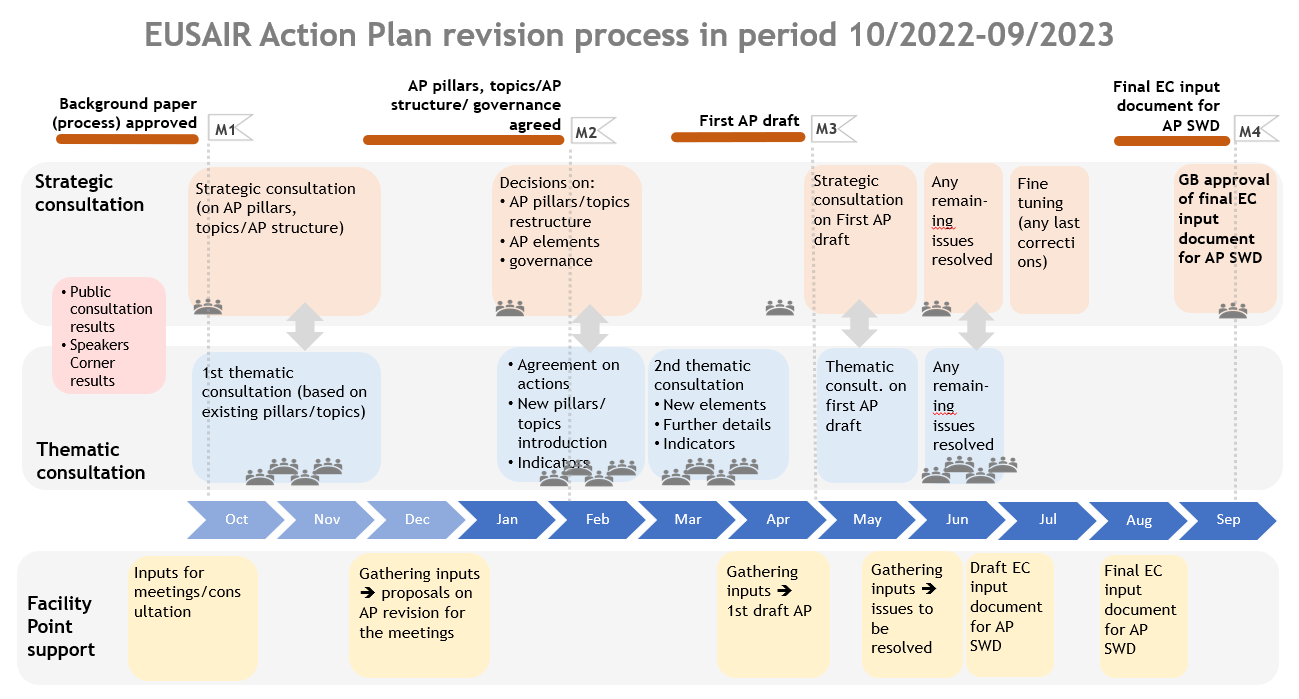 EUSAIR Action Plan revision process in period 10/2022-09/2023
Background paper
(process) approved
M1
AP pillars, topics/AP
structure/ governance
agreed
M2
First AP draft
M3
Final EC input
document for
AP SWD
M4
Strategic
consultation
Strategic consultation
(on AP pillars,
topics/AP structure)
Decisions on:
• AP pillars/topics
restructure
• AP elements
• governance
Strategic
consultation
on First AP
draft
Any
remain-
ing
issues
resolved
Fine
tuning
(any last
correcti
ons)
GB approval
of final EC
input
document
for AP SWD
• Public
consultation
results
• Speakers
Corner
results
Thematic
consultation
1st thematic
consultation (based on
existing pillars/topics)
• Agreement on
actions
• New pillars/
topics
introduction
• Indicators
2nd thematic
consultation
• New elements
• Further details
• Indicators
Thematic
consult. on
first AP
draft
Any
remain-
ing
issues
resolved
Oct
Nov
Dec
Jan
Feb
Mar
Apr
May
Jun
Jul
Aug
Sep
Facility
Point
support
Inputs for
meetings/cons
ultation
Gathering inputs
➔ proposals on
AP revision for
the meetings
Gathering
inputs ➔
1st draft AP
Gathering
inputs ➔
issues to
be
resolved
Draft EC
input
document
for AP
SWD
Final EC
input
document
for AP
SWD